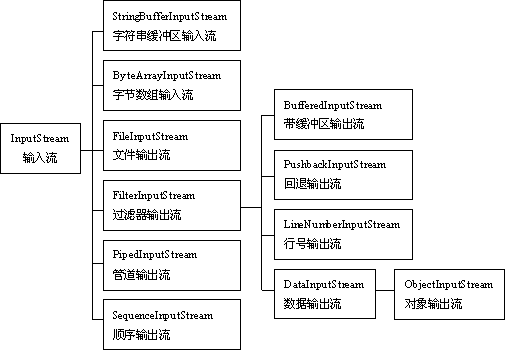 InputStream
输入流
StringBufferInputStream
字符串缓冲区输入流
ByteArrayInputStream
字节数组输入流
FileInputStream
文件输出流
FilterInputStream
过滤器输出流
PipedInputStream
管道输出流
SequenceInputStream
顺序输出流
BufferedInputStream
带缓冲区输出流
PushbackInputStream
回退输出流
LineNumberInputStream
行号输出流
DataInputStream
数据输出流
ObjectInputStream
对象输出流